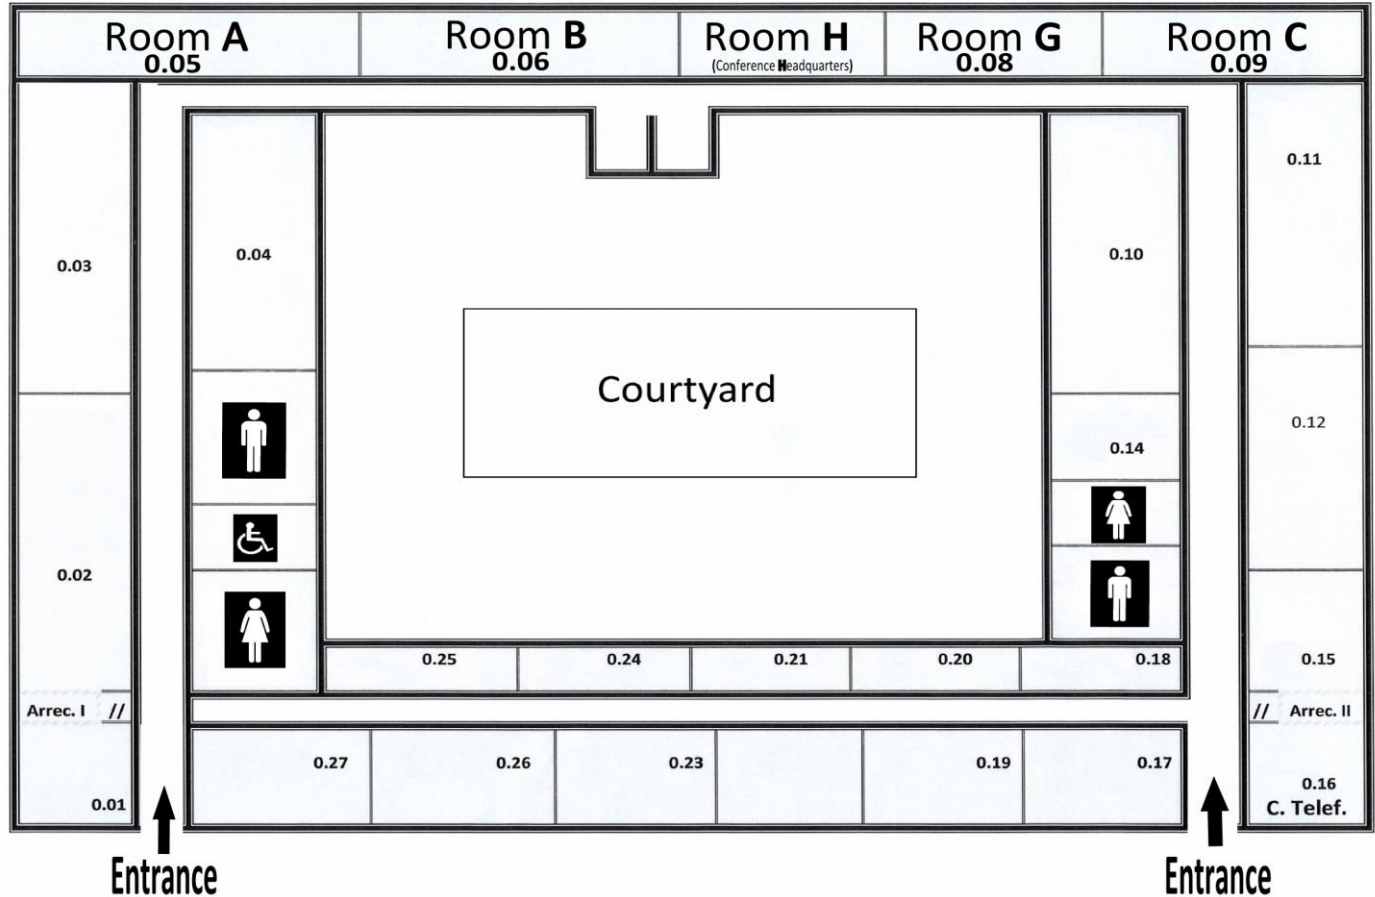 Room A
0.05
Room B
0.06
Room H
(Conference Headquarters)
Room G
0.08
Room C
0.09
0.11
0.03
0.04
0.10
Courtyard
0.12
0.14
0.02
0.25
0.24
0.21
0.20
0.18
0.15
Arrec. I //
// Arrec. II
0.27
0.26
0.23
0.19
0.17
0.16
C. Telef.
0.01
Entrance
Entrance